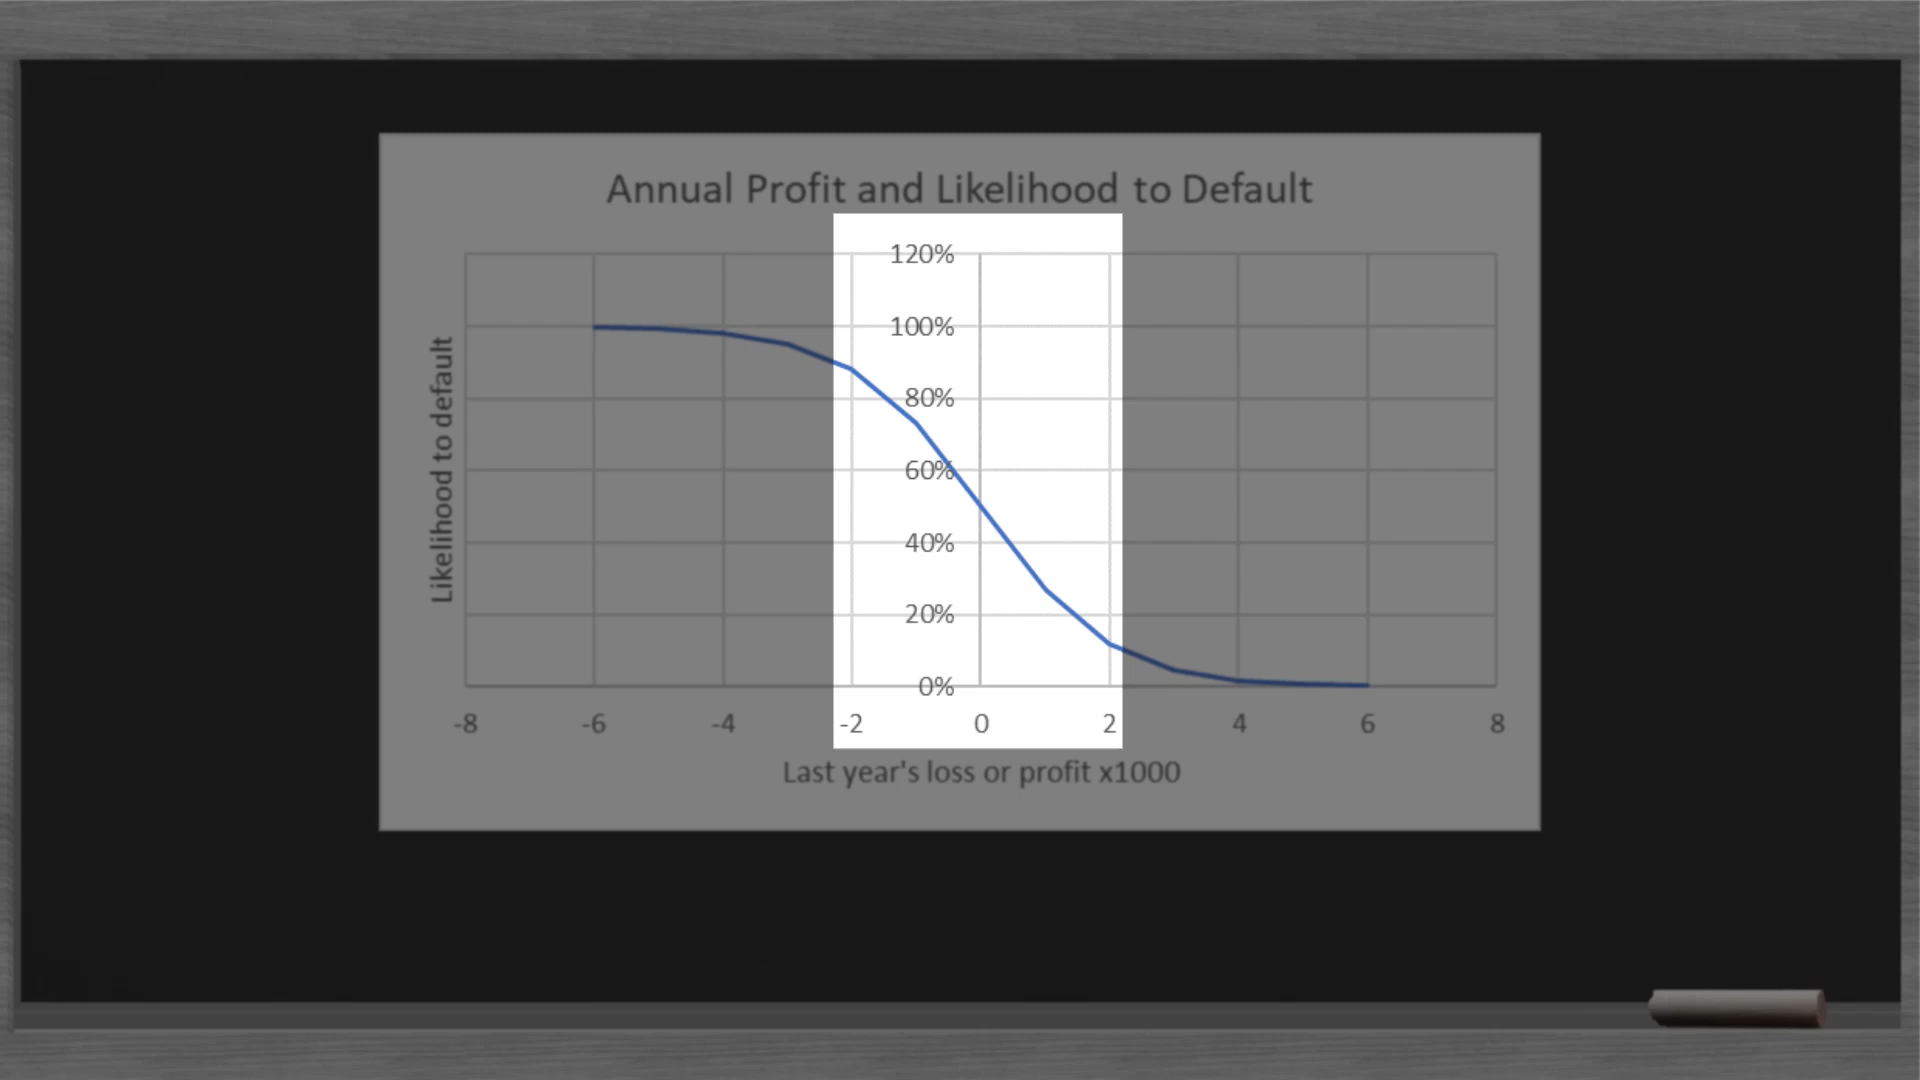 Annual Profit and Likelihood to Default
120%
100%
80%
60%
40%
20%
0%
Likelihood to default
-8 -6 -4 -2 0 2 4 6 8
Last year's loss or profit x1000